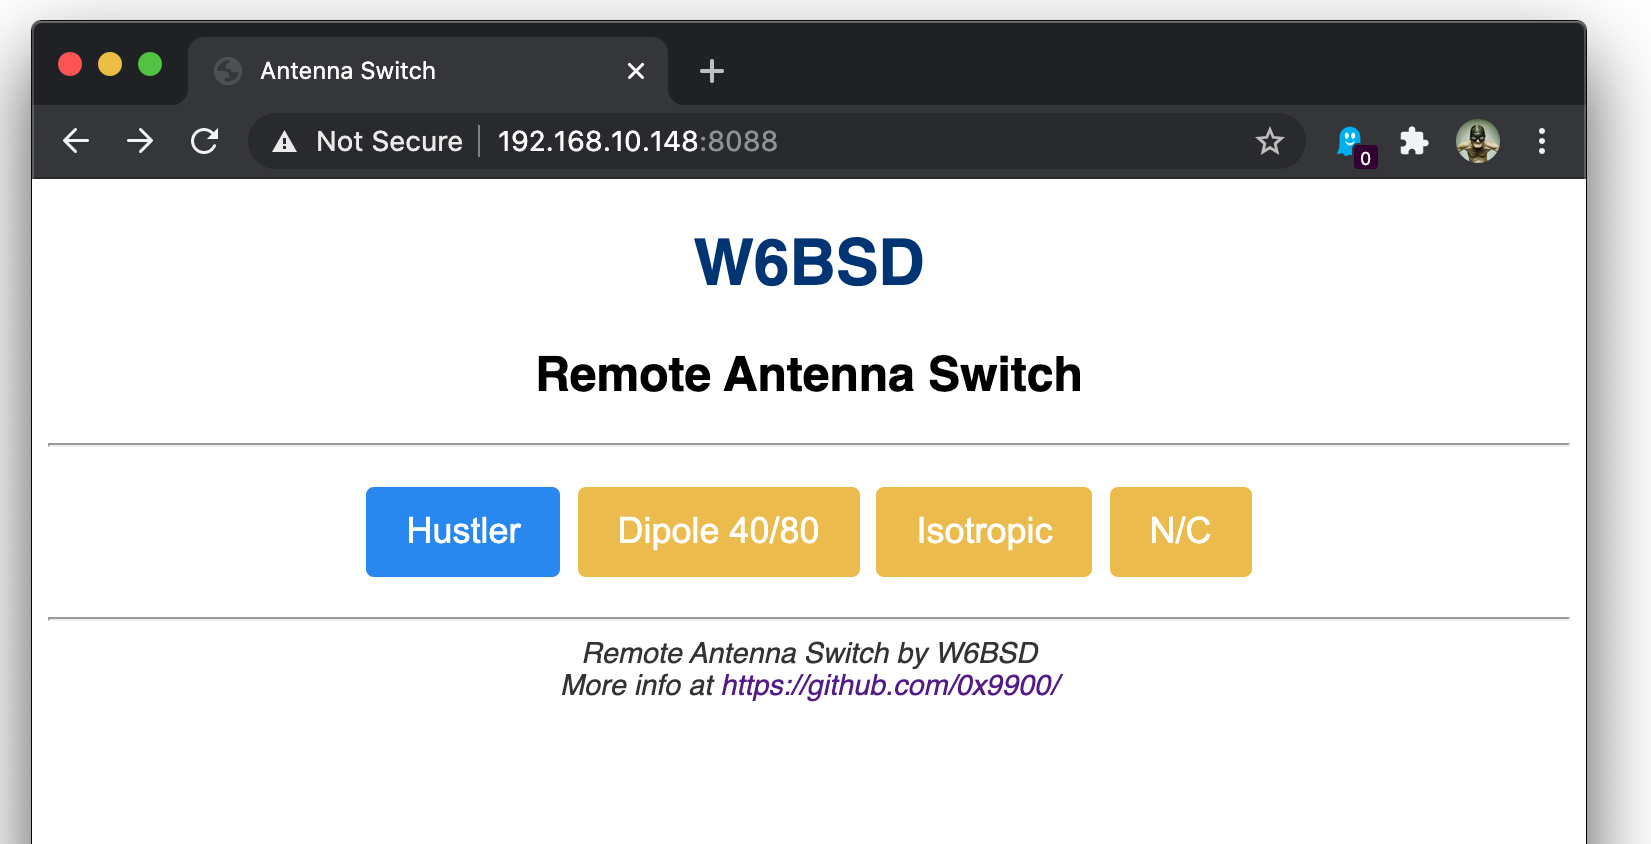 Antenna Switch
Not Secure 192.168.10.148:8088
0
W6BSD
Remote Antenna Switch
Hustler Dipole 40/80 Isotropic N/C
Remote Antenna Switch by W6BSD
More info at https://github.com/0x9900/